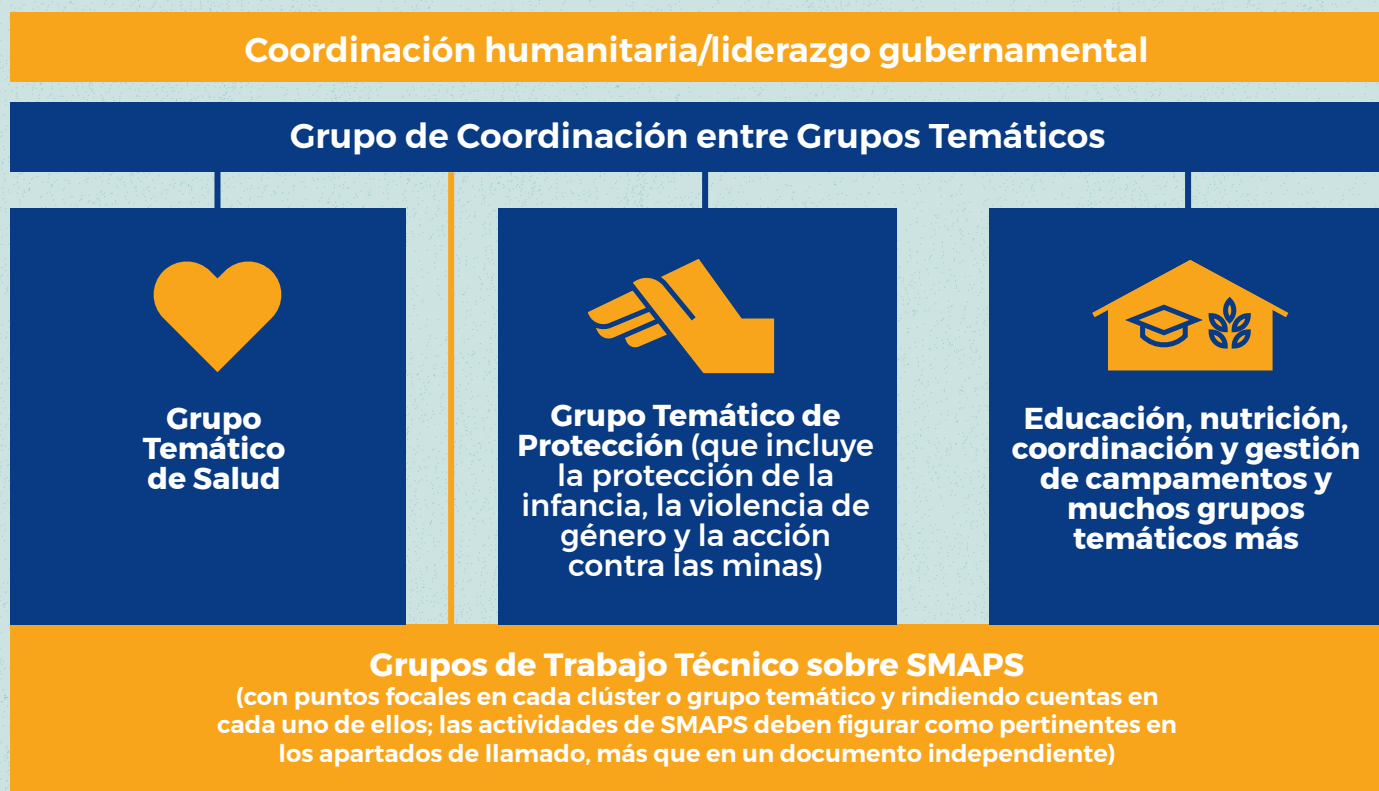 Coordinación humanitaria/liderazgo gubernamental
Grupo de Coordinación entre Grupos Temáticos
Grupo
Temático
de Salud
Grupo Temático de
Protección (que incluye
la protección de la
infancia, la violencia de
género y la acción
contra las minas)
Educación, nutrición,
coordinación y gestión
de campamentos y
muchos grupos
temáticos más
Grupos de Trabajo Técnico sobre SMAPS
(con puntos focales en cada clúster o grupo temático y rindiendo cuentas en
cada uno de ellos; las actividades de SMAPS deben figurar como pertinentes en
los apartados de llamado, más que en un documento independiente)